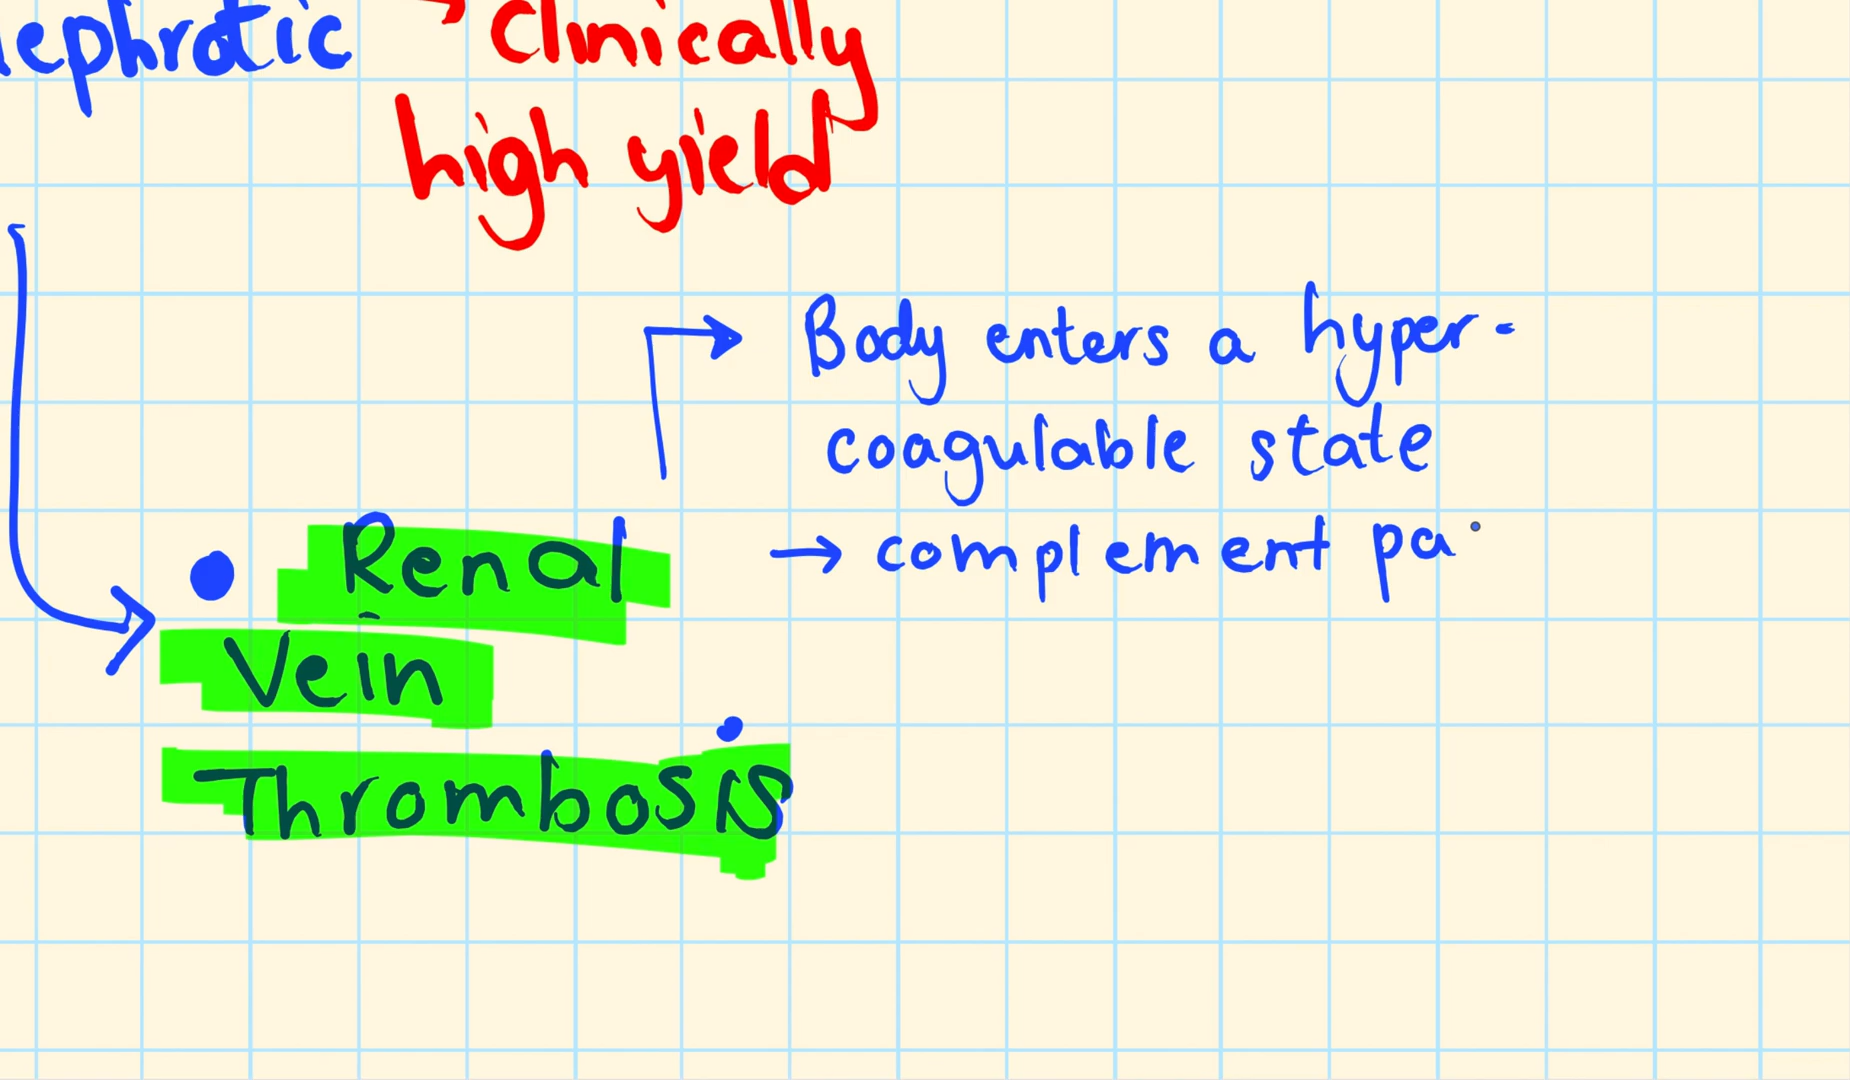 ephrotic → Clinically
high yield
→ Body enters a hyper-
coagulable state
→ complement pa
• Renal
Vein
Thrombosis